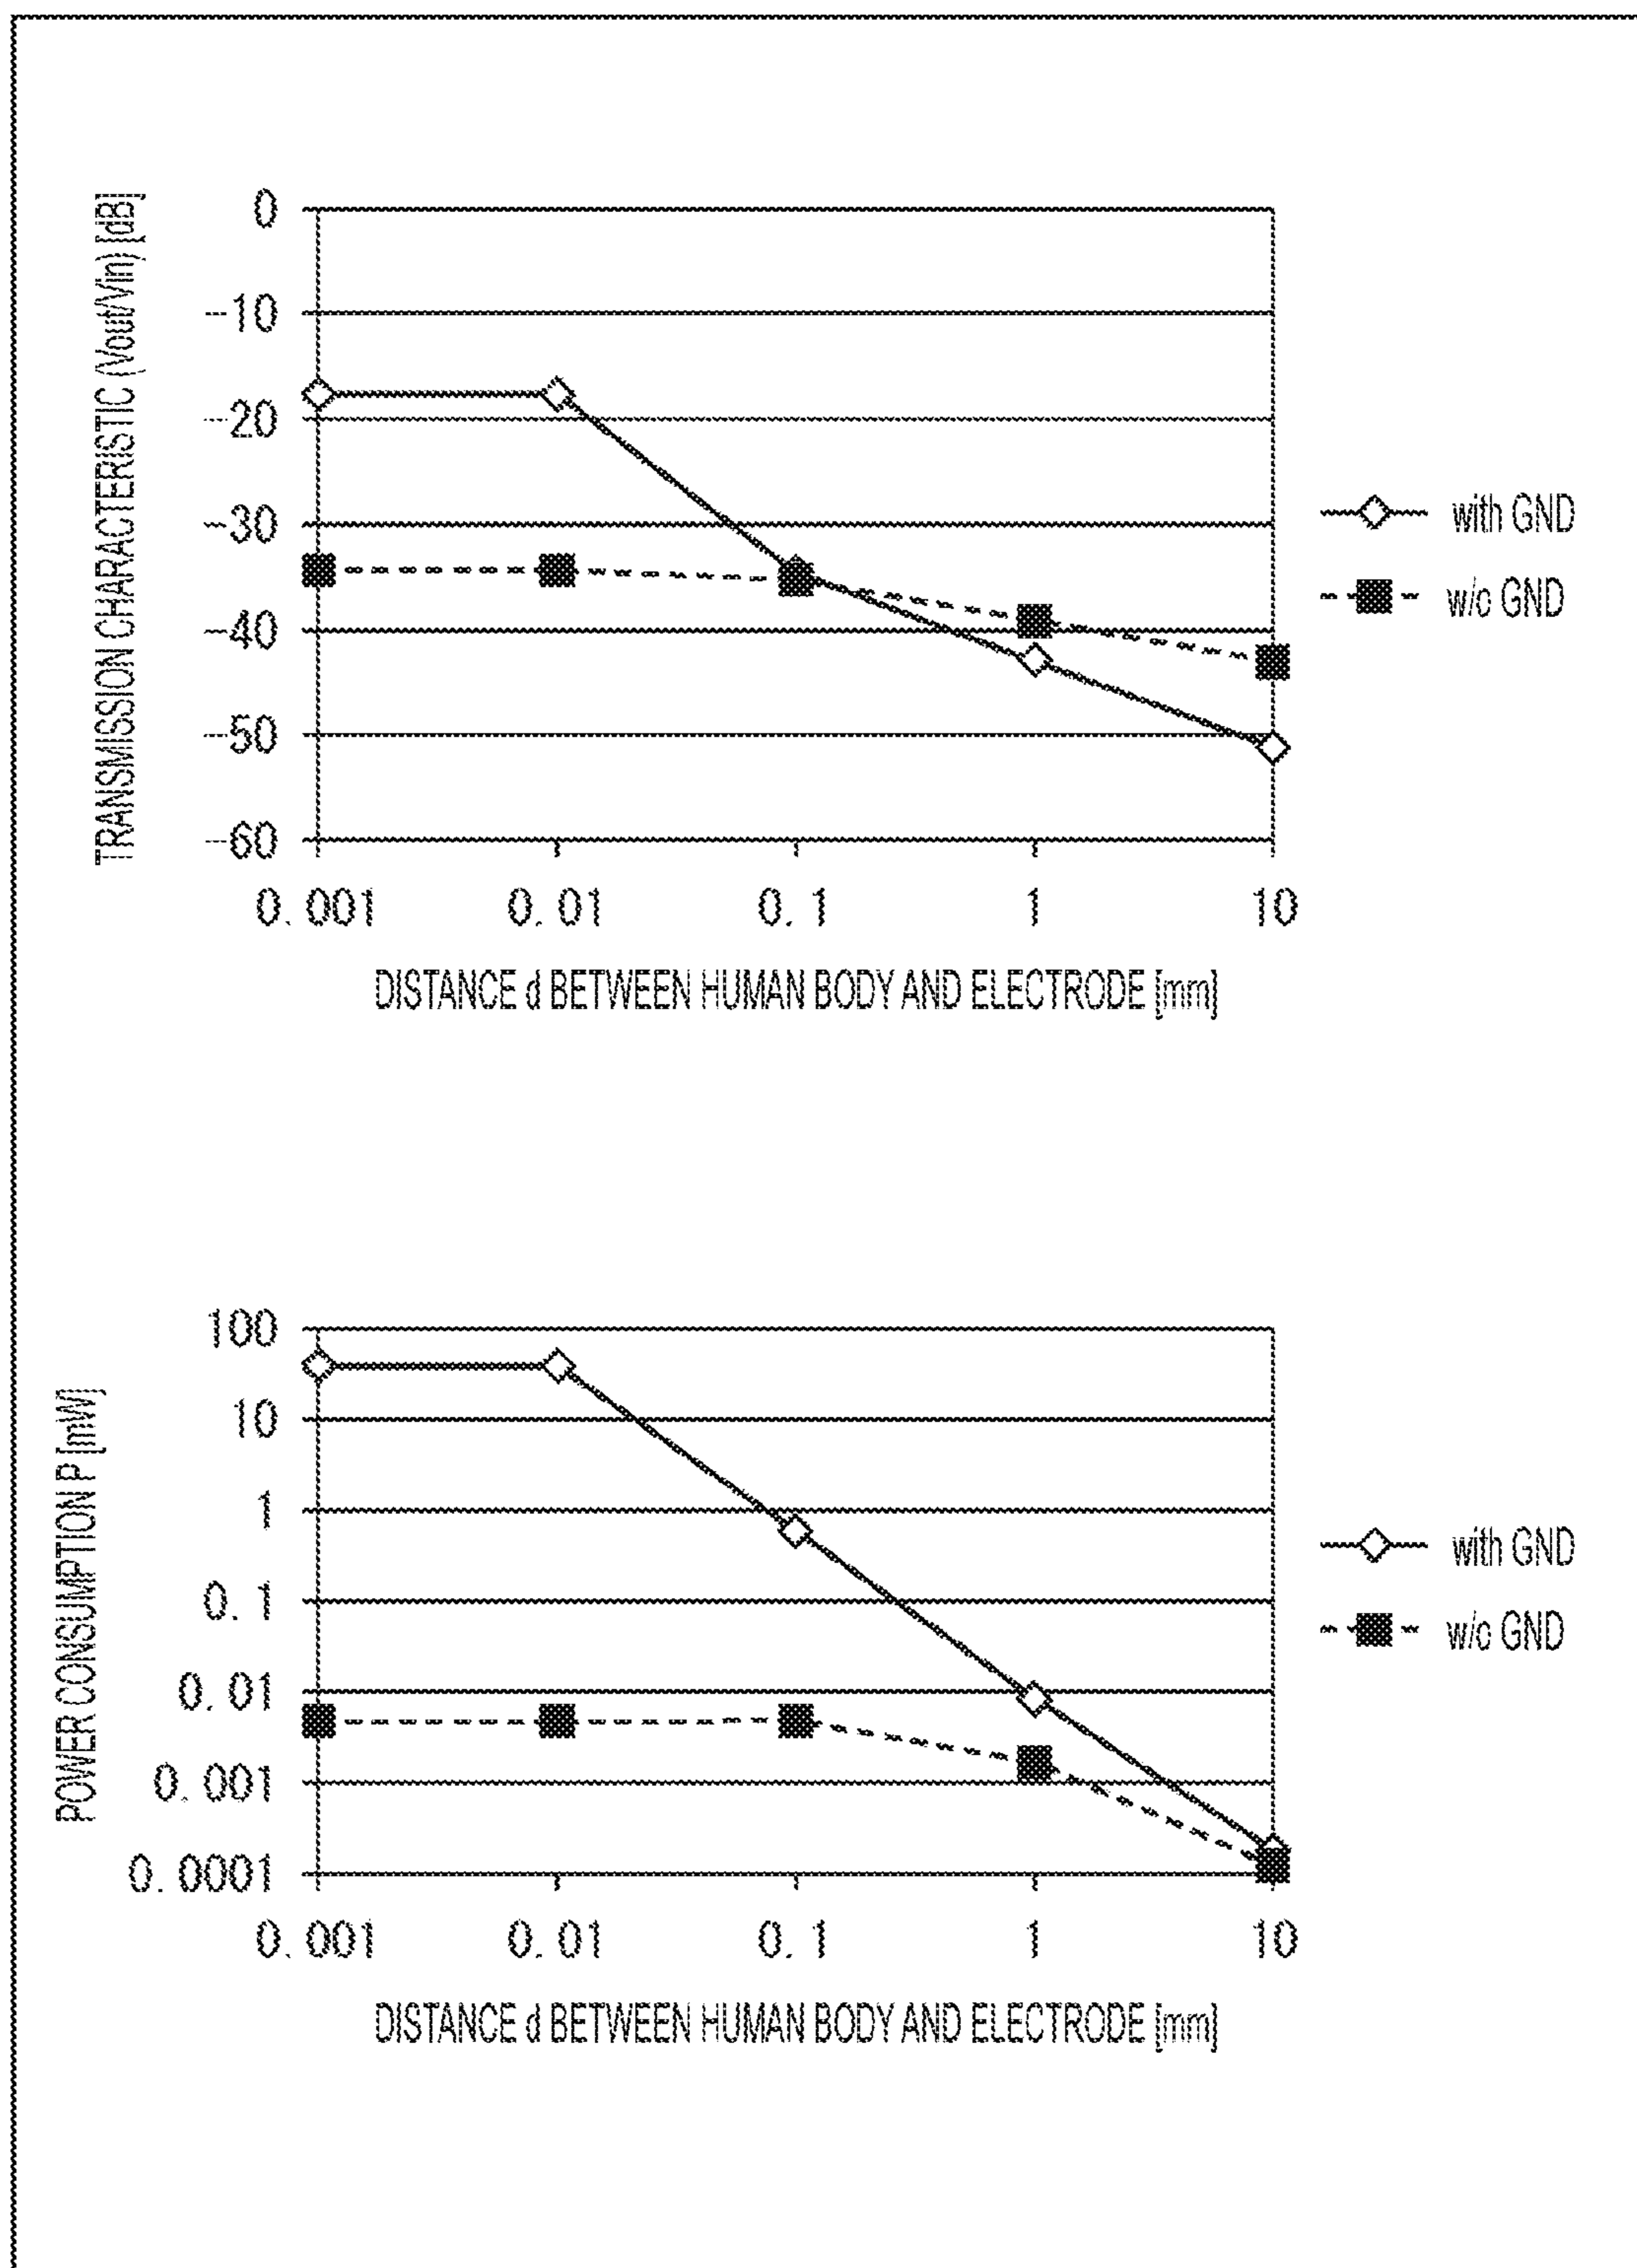 TRANSMISSION CHARACTERISTIC (Vout/Vin) [dB]
0
-10
-20
-30
-40
-50
-60
0.001 0.01 0.1 1 10
DISTANCE d BETWEEN HUMAN BODY AND ELECTRODE [mm]
with GND
w/o GND
POWER CONSUMPTION P [mW]
100
10
1
0.1
0.01
0.001
0.0001
0.001 0.01 0.1 1 10
DISTANCE d BETWEEN HUMAN BODY AND ELECTRODE [mm]
with GND
w/o GND